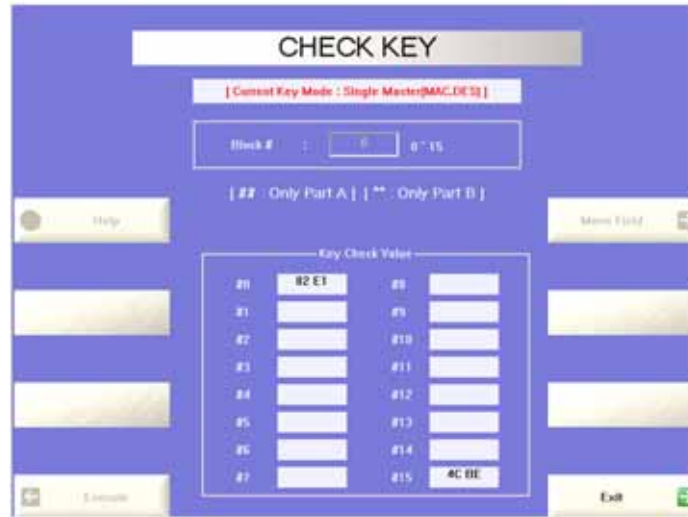 CHECK KEY
[ Current Key Mode : Single Master(MAC,DES) ]
Block # : 0 0 ~ 15
[ ## : Only Part A ] [ ** : Only Part B ]
Help
Move Field
Key Check Value
#0 82 E1 #8
#1 #9
#2 #10
#3 #11
#4 #12
#5 #13
#6 #14
#7 #15 4C BE
Execute
Exit